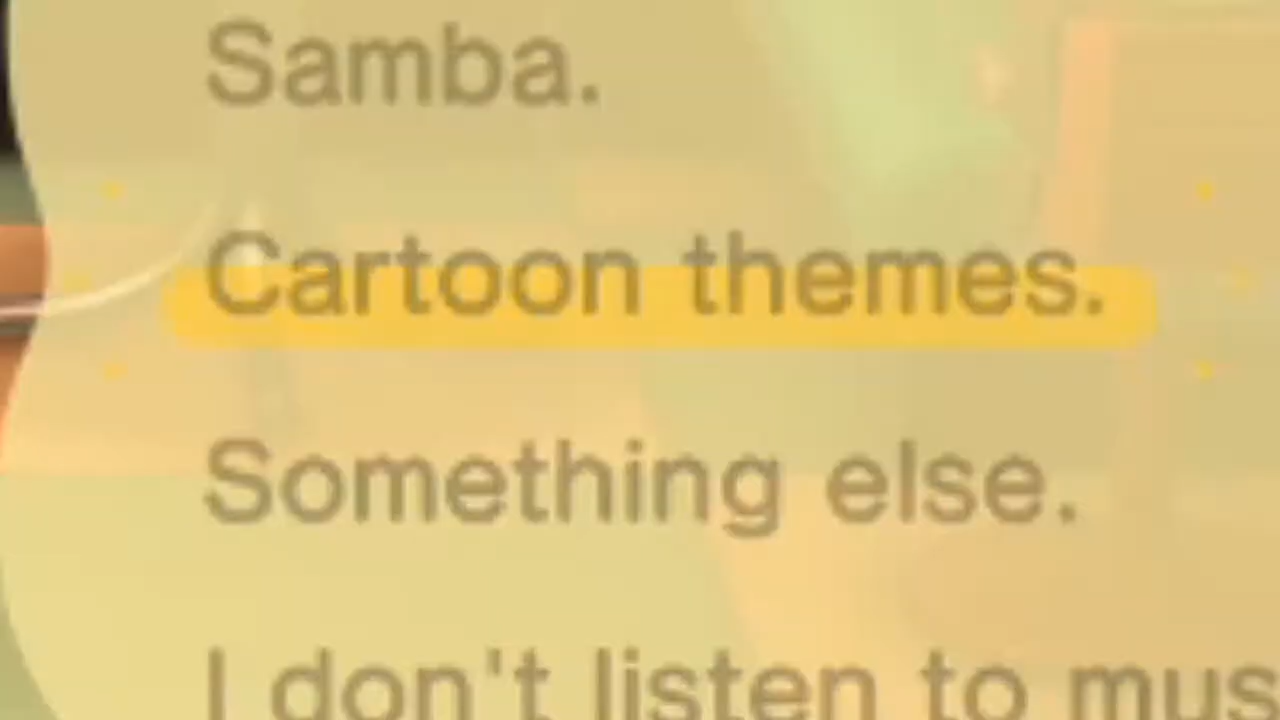 Samba.
Cartoon themes.
Something else.
I don't listen to